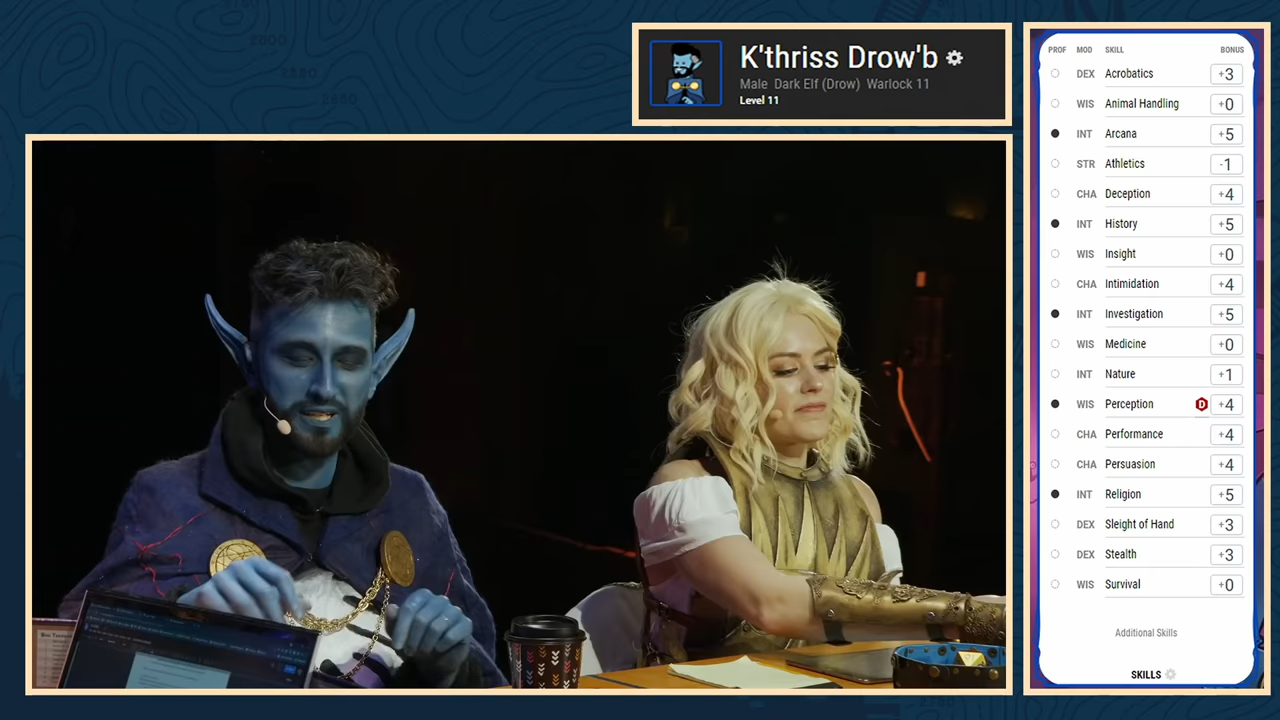 K'thriss Drow'b
Male Dark Elf (Drow) Warlock 11
Level 11
PROF MOD SKILL BONUS
DEX Acrobatics +3
WIS Animal Handling +0
INT Arcana +5
STR Athletics -1
CHA Deception +4
INT History +5
WIS Insight +0
CHA Intimidation +4
INT Investigation +5
WIS Medicine +0
INT Nature +1
WIS Perception D +4
CHA Performance +4
CHA Persuasion +4
INT Religion +5
DEX Sleight of Hand +3
DEX Stealth +3
WIS Survival +0
Additional Skills
SKILLS